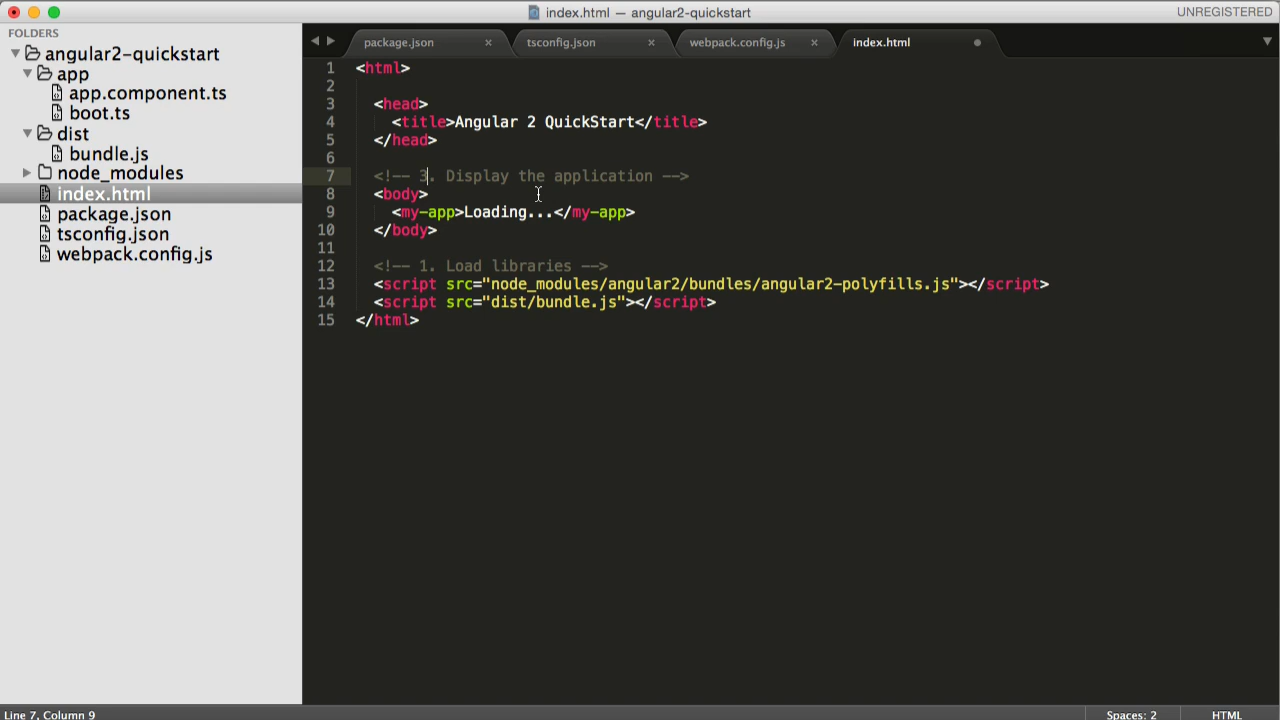 index.html — angular2-quickstart
UNREGISTERED
FOLDERS
angular2-quickstart
app
app.component.ts
boot.ts
dist
bundle.js
node_modules
index.html
package.json
tsconfig.json
webpack.config.js
package.json × tsconfig.json × webpack.config.js × index.html
1 <html>
2
3 <head>
4 <title>Angular 2 QuickStart</title>
5 </head>
6
7 <!-- 3. Display the application -->
8 <body>
9 <my-app>Loading...</my-app>
10 </body>
11
12 <!-- 1. Load libraries -->
13 <script src="node_modules/angular2/bundles/angular2-polyfills.js"></script>
14 <script src="dist/bundle.js"></script>
15 </html>
Line 7, Column 9
Spaces: 2
HTML